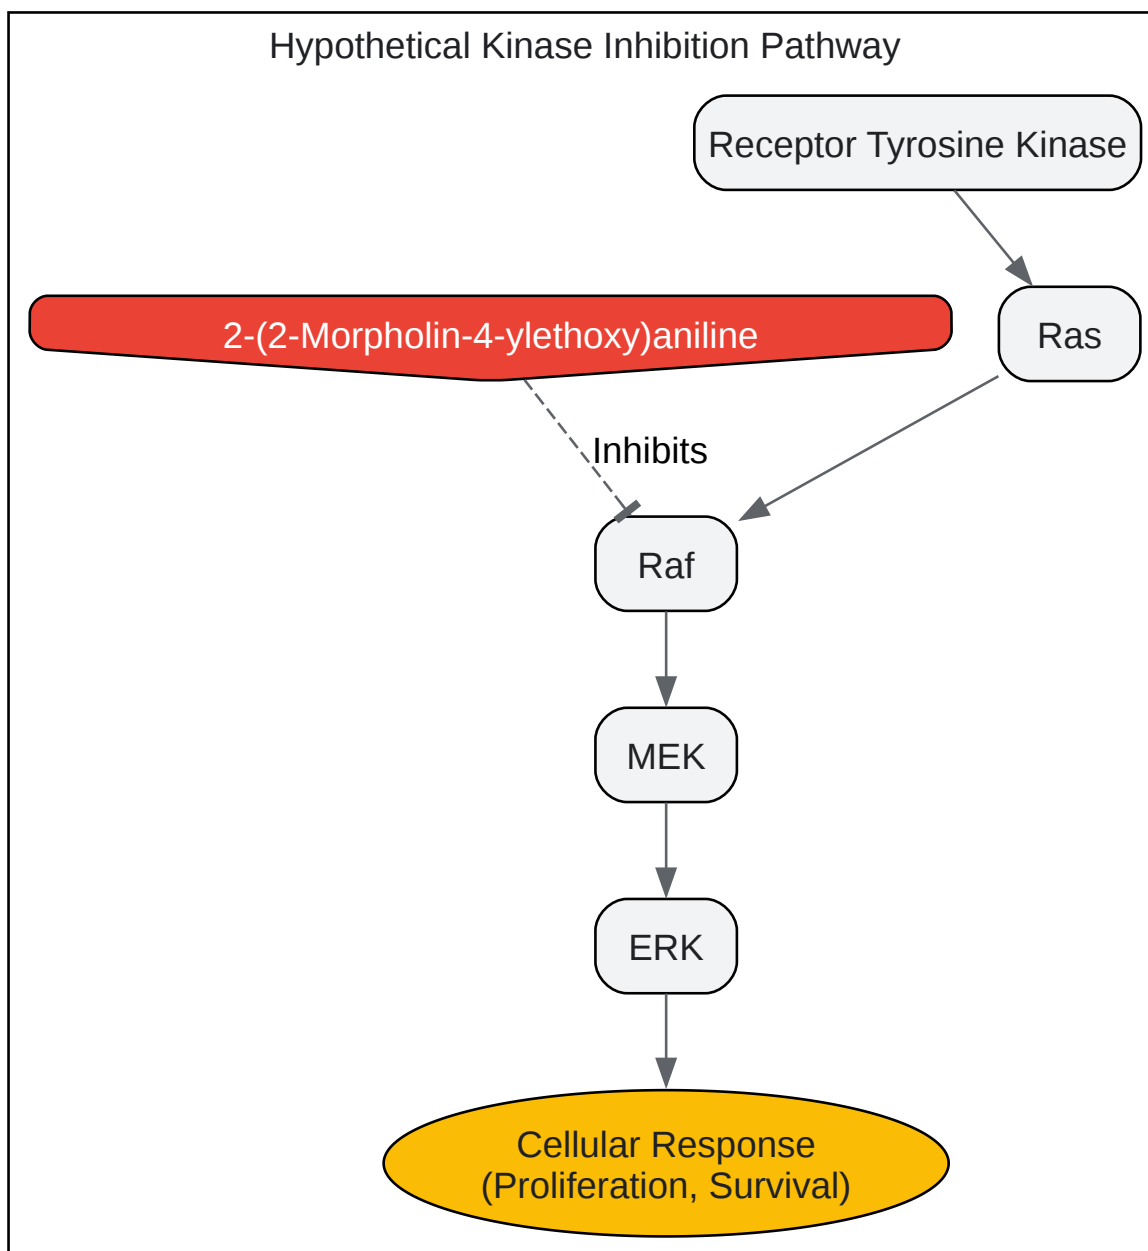 Hypothetical Kinase Inhibition Pathway
Receptor Tyrosine Kinase
2-(2-Morpholin-4-ylethoxy)aniline
Ras
Inhibits
Raf
MEK
ERK
Cellular Response
(Proliferation, Survival)